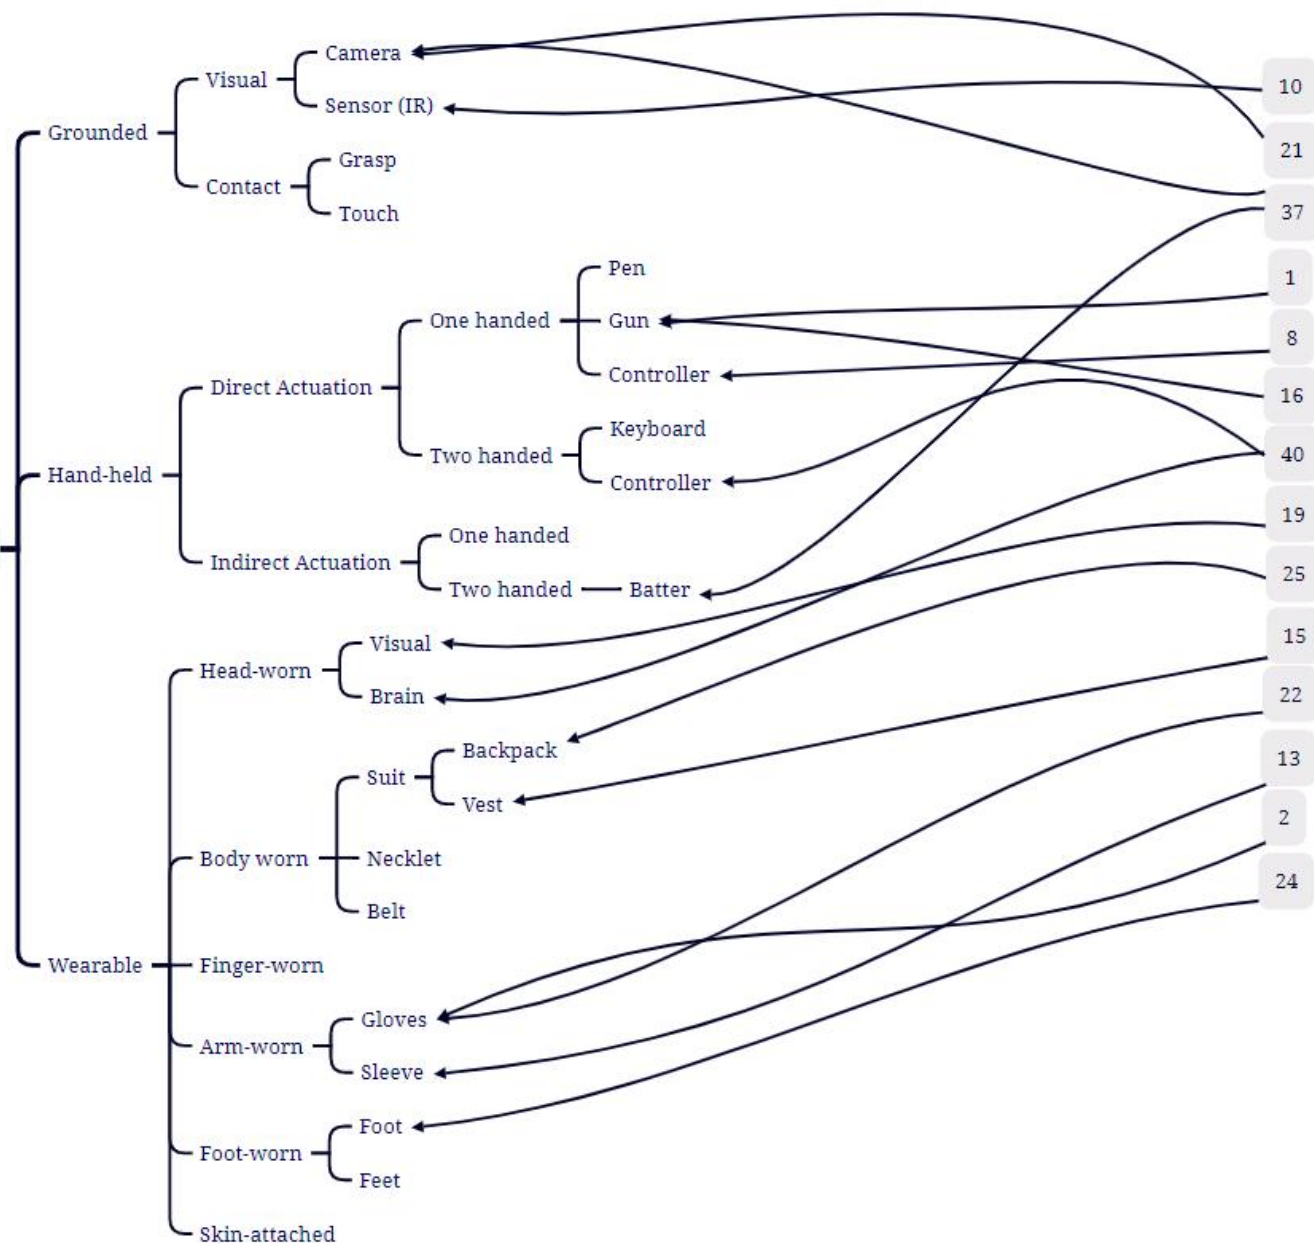 Grounded
Visual
Camera
Sensor (IR)
Contact
Grasp
Touch
Hand-held
Direct Actuation
One handed
Pen
Gun
Controller
Two handed
Keyboard
Controller
Indirect Actuation
One handed
Two handed
Batter
Wearable
Head-worn
Visual
Brain
Body worn
Suit
Backpack
Vest
Necklet
Belt
Finger-worn
Arm-worn
Gloves
Sleeve
Foot-worn
Foot
Feet
Skin-attached
10
21
37
1
8
16
40
19
25
15
22
13
2
24